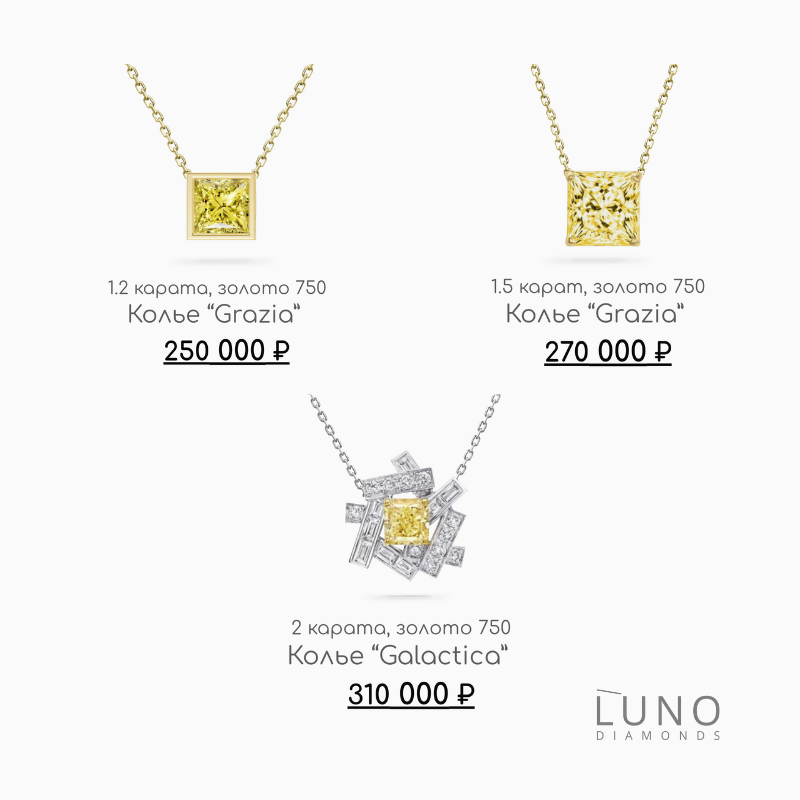 1.2 карата, золото 750
Колье “Grazia”
250 000 ₽
1.5 карат, золото 750
Колье “Grazia”
270 000 ₽
2 карата, золото 750
Колье “Galactica”
310 000 ₽
LUNO
DIAMONDS